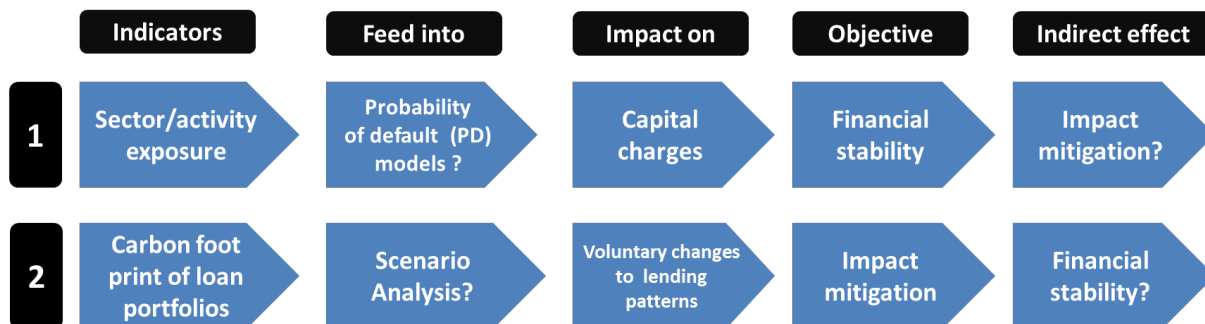 Indicators
Feed into
Impact on
Objective
Indirect effect
1
Sector/activity
exposure
Probability
of default (PD)
models ?
Capital
charges
Financial
stability
Impact
mitigation?
2
Carbon foot
print of loan
portfolios
Scenario
Analysis?
Voluntary changes
to lending
patterns
Impact
mitigation
Financial
stability?